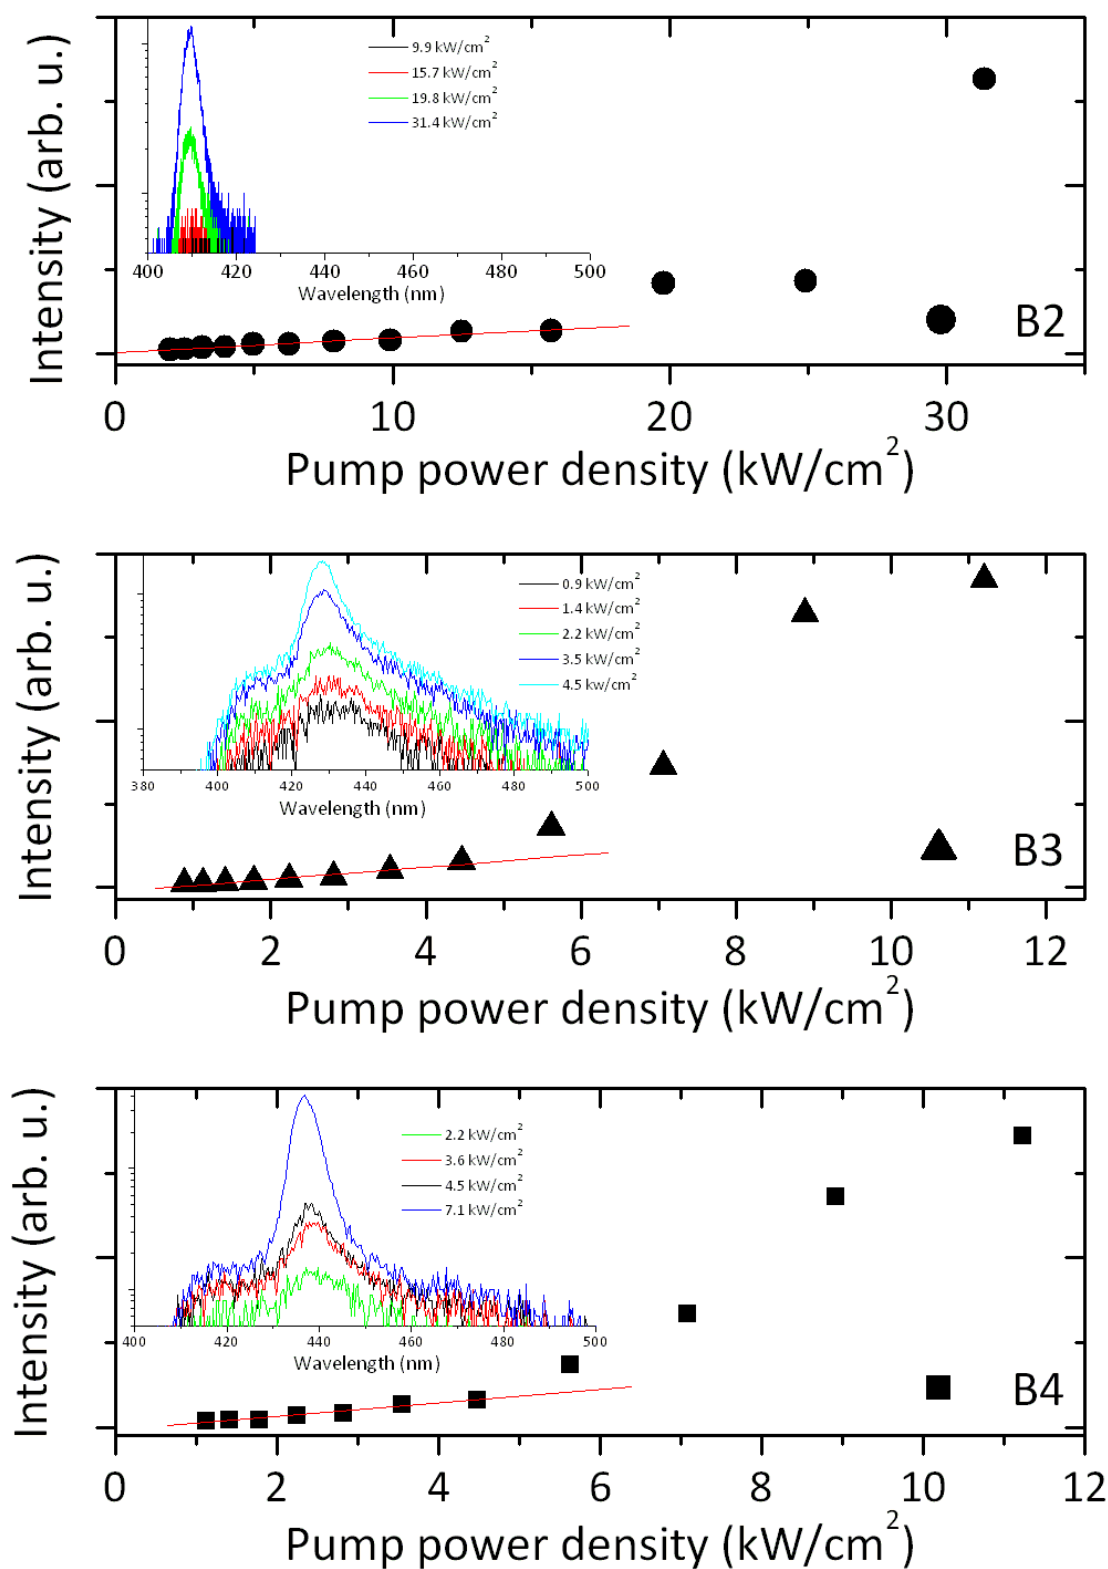 Intensity (arb. u.)
9.9 kW/cm²
15.7 kW/cm²
19.8 kW/cm²
31.4 kW/cm²
400 420 440 460 480 500
Wavelength (nm)
B2
0 10 20 30
Pump power density (kW/cm²)
Intensity (arb. u.)
0.9 kW/cm²
1.4 kW/cm²
2.2 kW/cm²
3.5 kW/cm²
4.5 kw/cm²
380 400 420 440 460 480 500
Wavelength (nm)
B3
0 2 4 6 8 10 12
Pump power density (kW/cm²)
Intensity (arb. u.)
2.2 kW/cm²
3.6 kW/cm²
4.5 kW/cm²
7.1 kW/cm²
400 420 440 460 480 500
Wavelength (nm)
B4
0 2 4 6 8 10 12
Pump power density (kW/cm²)